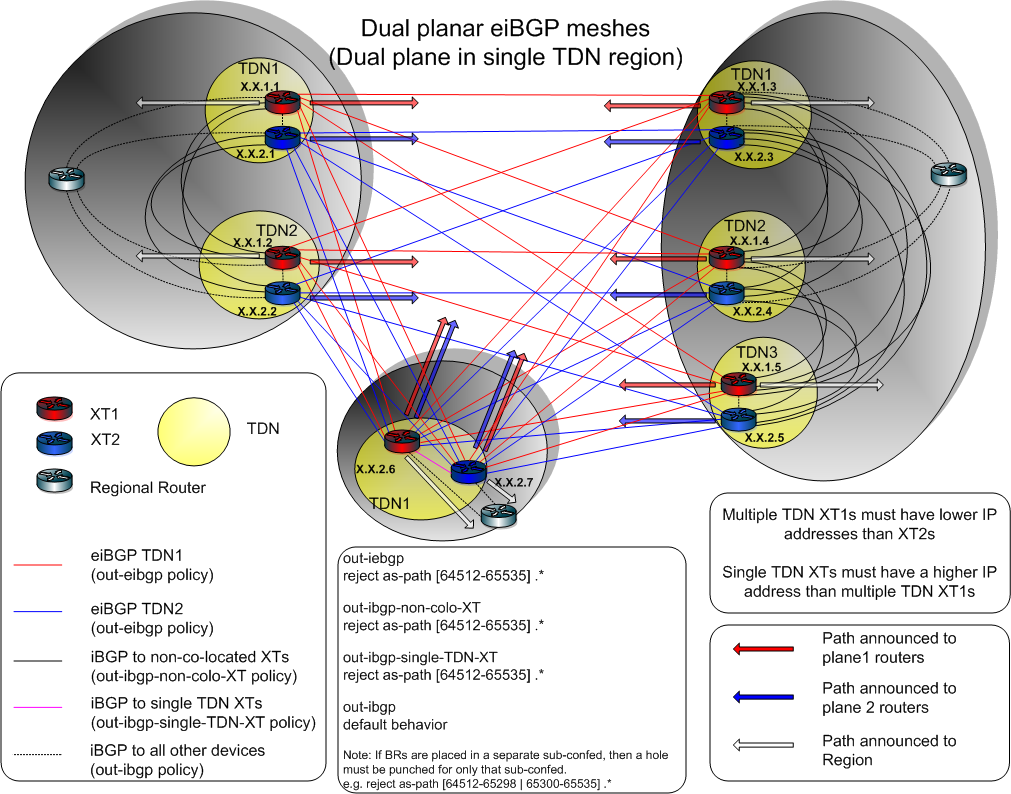 Dual planar eiBGP meshes
(Dual plane in single TDN region)
TDN1
X.X.1.1
X.X.2.1
TDN2
X.X.1.2
X.X.2.2
TDN1
X.X.1.3
X.X.2.3
TDN2
X.X.1.4
X.X.2.4
TDN3
X.X.1.5
X.X.2.5
X.X.2.6
X.X.2.7
TDN1
XT1
XT2
TDN
Regional Router
eiBGP TDN1
(out-eibgp policy)
eiBGP TDN2
(out-eibgp policy)
iBGP to non-co-located XTs
(out-ibgp-non-colo-XT policy)
iBGP to single TDN XTs
(out-ibgp-single-TDN-XT policy)
iBGP to all other devices
(out-ibgp policy)
out-iebgp
reject as-path [64512-65535] .*
out-ibgp-non-colo-XT
reject as-path [64512-65535] .*
out-ibgp-single-TDN-XT
reject as-path [64512-65535] .*
out-ibgp
default behavior
Note: If BRs are placed in a separate sub-confed, then a hole
must be punched for only that sub-confed.
e.g. reject as-path [64512-65298 | 65300-65535] .*
Multiple TDN XT1s must have lower IP
addresses than XT2s
Single TDN XTs must have a higher IP
address than multiple TDN XT1s
Path announced to
plane1 routers
Path announced to
plane 2 routers
Path announced to
Region